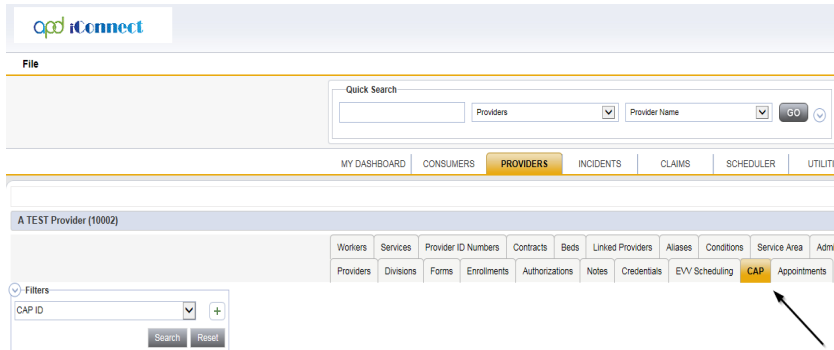 apd iConnect
File
Quick Search
Providers Provider Name GO
MY DASHBOARD CONSUMERS PROVIDERS INCIDENTS CLAIMS SCHEDULER UTILITI
A TEST Provider (10002)
Workers Services Provider ID Numbers Contracts Beds Linked Providers Aliases Conditions Service Area Admi
Providers Divisions Forms Enrollments Authorizations Notes Credentials EVV Scheduling CAP Appointments
Filters
CAP ID +
Search Reset